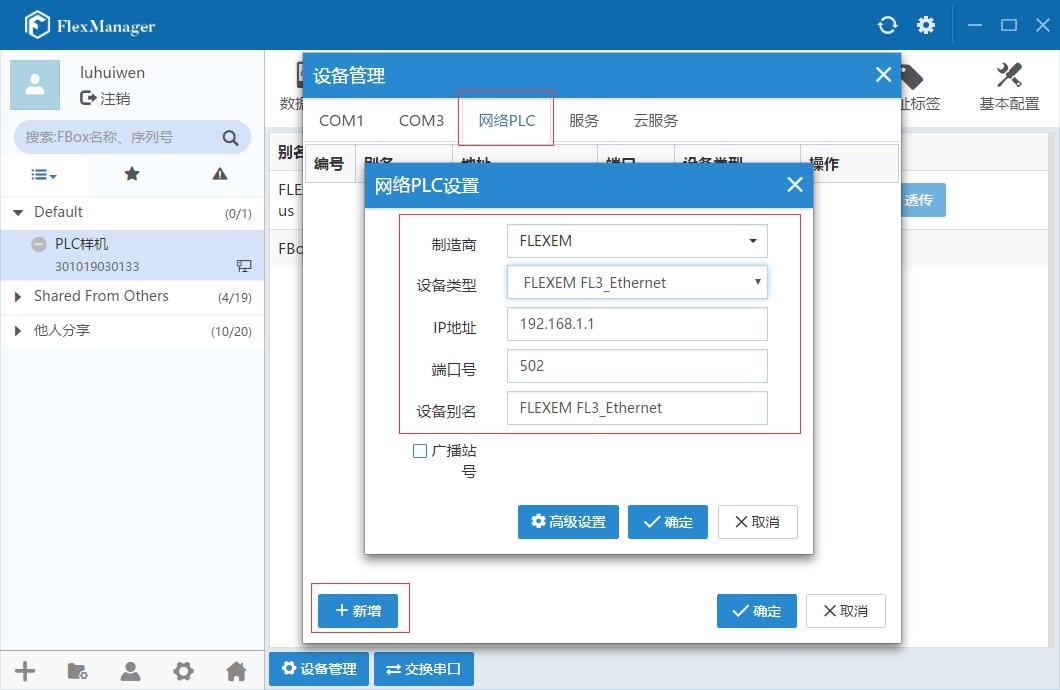 FlexManager
luhuiwen
注销
搜索:FBox名称、序列号
Default (0/1)
PLC样机
301019030133
Shared From Others (4/19)
他人分享 (10/20)
基本配置
设备管理
COM1 COM3 网络PLC 服务 云服务
编号 别名 地址 端口 设备类型 操作
FLE
us
FBo
透传
网络PLC设置
制造商 FLEXEM
设备类型 FLEXEM FL3_Ethernet
IP地址 192.168.1.1
端口号 502
设备别名 FLEXEM FL3_Ethernet
广播站
号
高级设置 确定 取消
新增 确定 取消
设备管理 交换串口